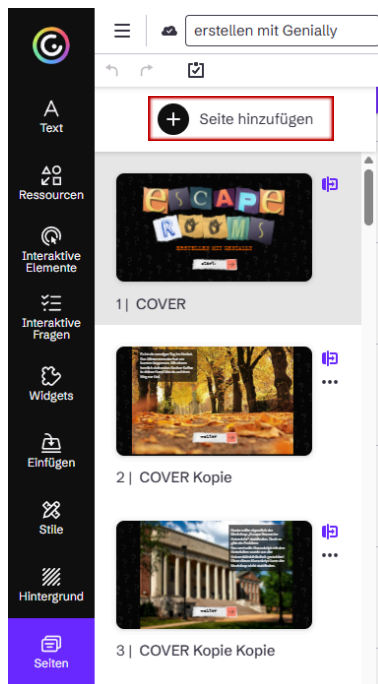 erstellen mit Genially
Text
Ressourcen
Interaktive
Elemente
Interaktive
Fragen
Widgets
Einfügen
Stile
Hintergrund
Seiten
Seite hinzufügen
ESCAPE
ROOMS
ERSTELLEN MIT GENIALLY
start
1 | COVER
weiter
2 | COVER Kopie
weiter
3 | COVER Kopie Kopie